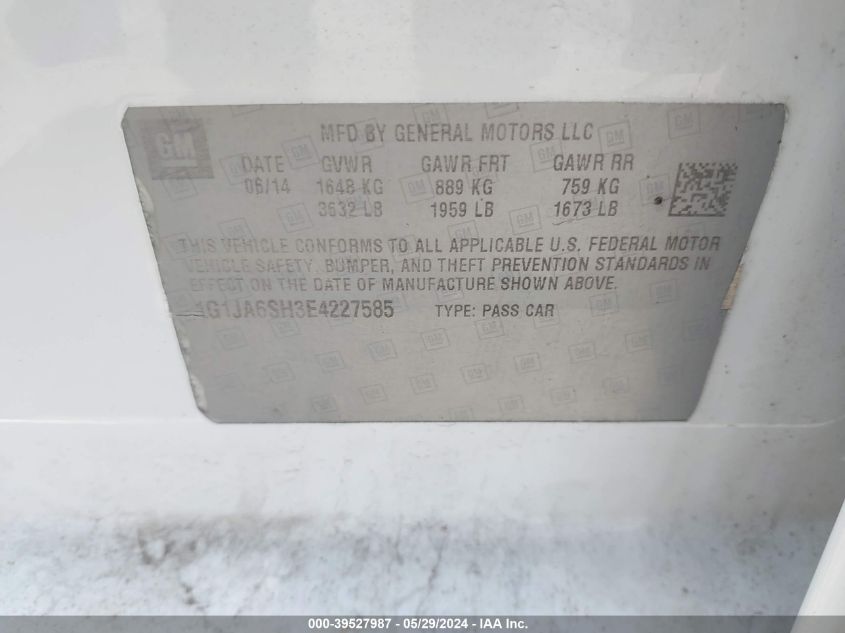 GM
MFD BY GENERAL MOTORS LLC
DATE GVWR GAWR FRT GAWR RR
06/14 1648 KG 889 KG 759 KG
3632 LB 1959 LB 1673 LB
THIS VEHICLE CONFORMS TO ALL APPLICABLE U.S. FEDERAL MOTOR
VEHICLE SAFETY, BUMPER, AND THEFT PREVENTION STANDARDS IN
EFFECT ON THE DATE OF MANUFACTURE SHOWN ABOVE.
1G1JA6SH3E4227585 TYPE: PASS CAR
000-39527987 - 05/29/2024 - IAA Inc.